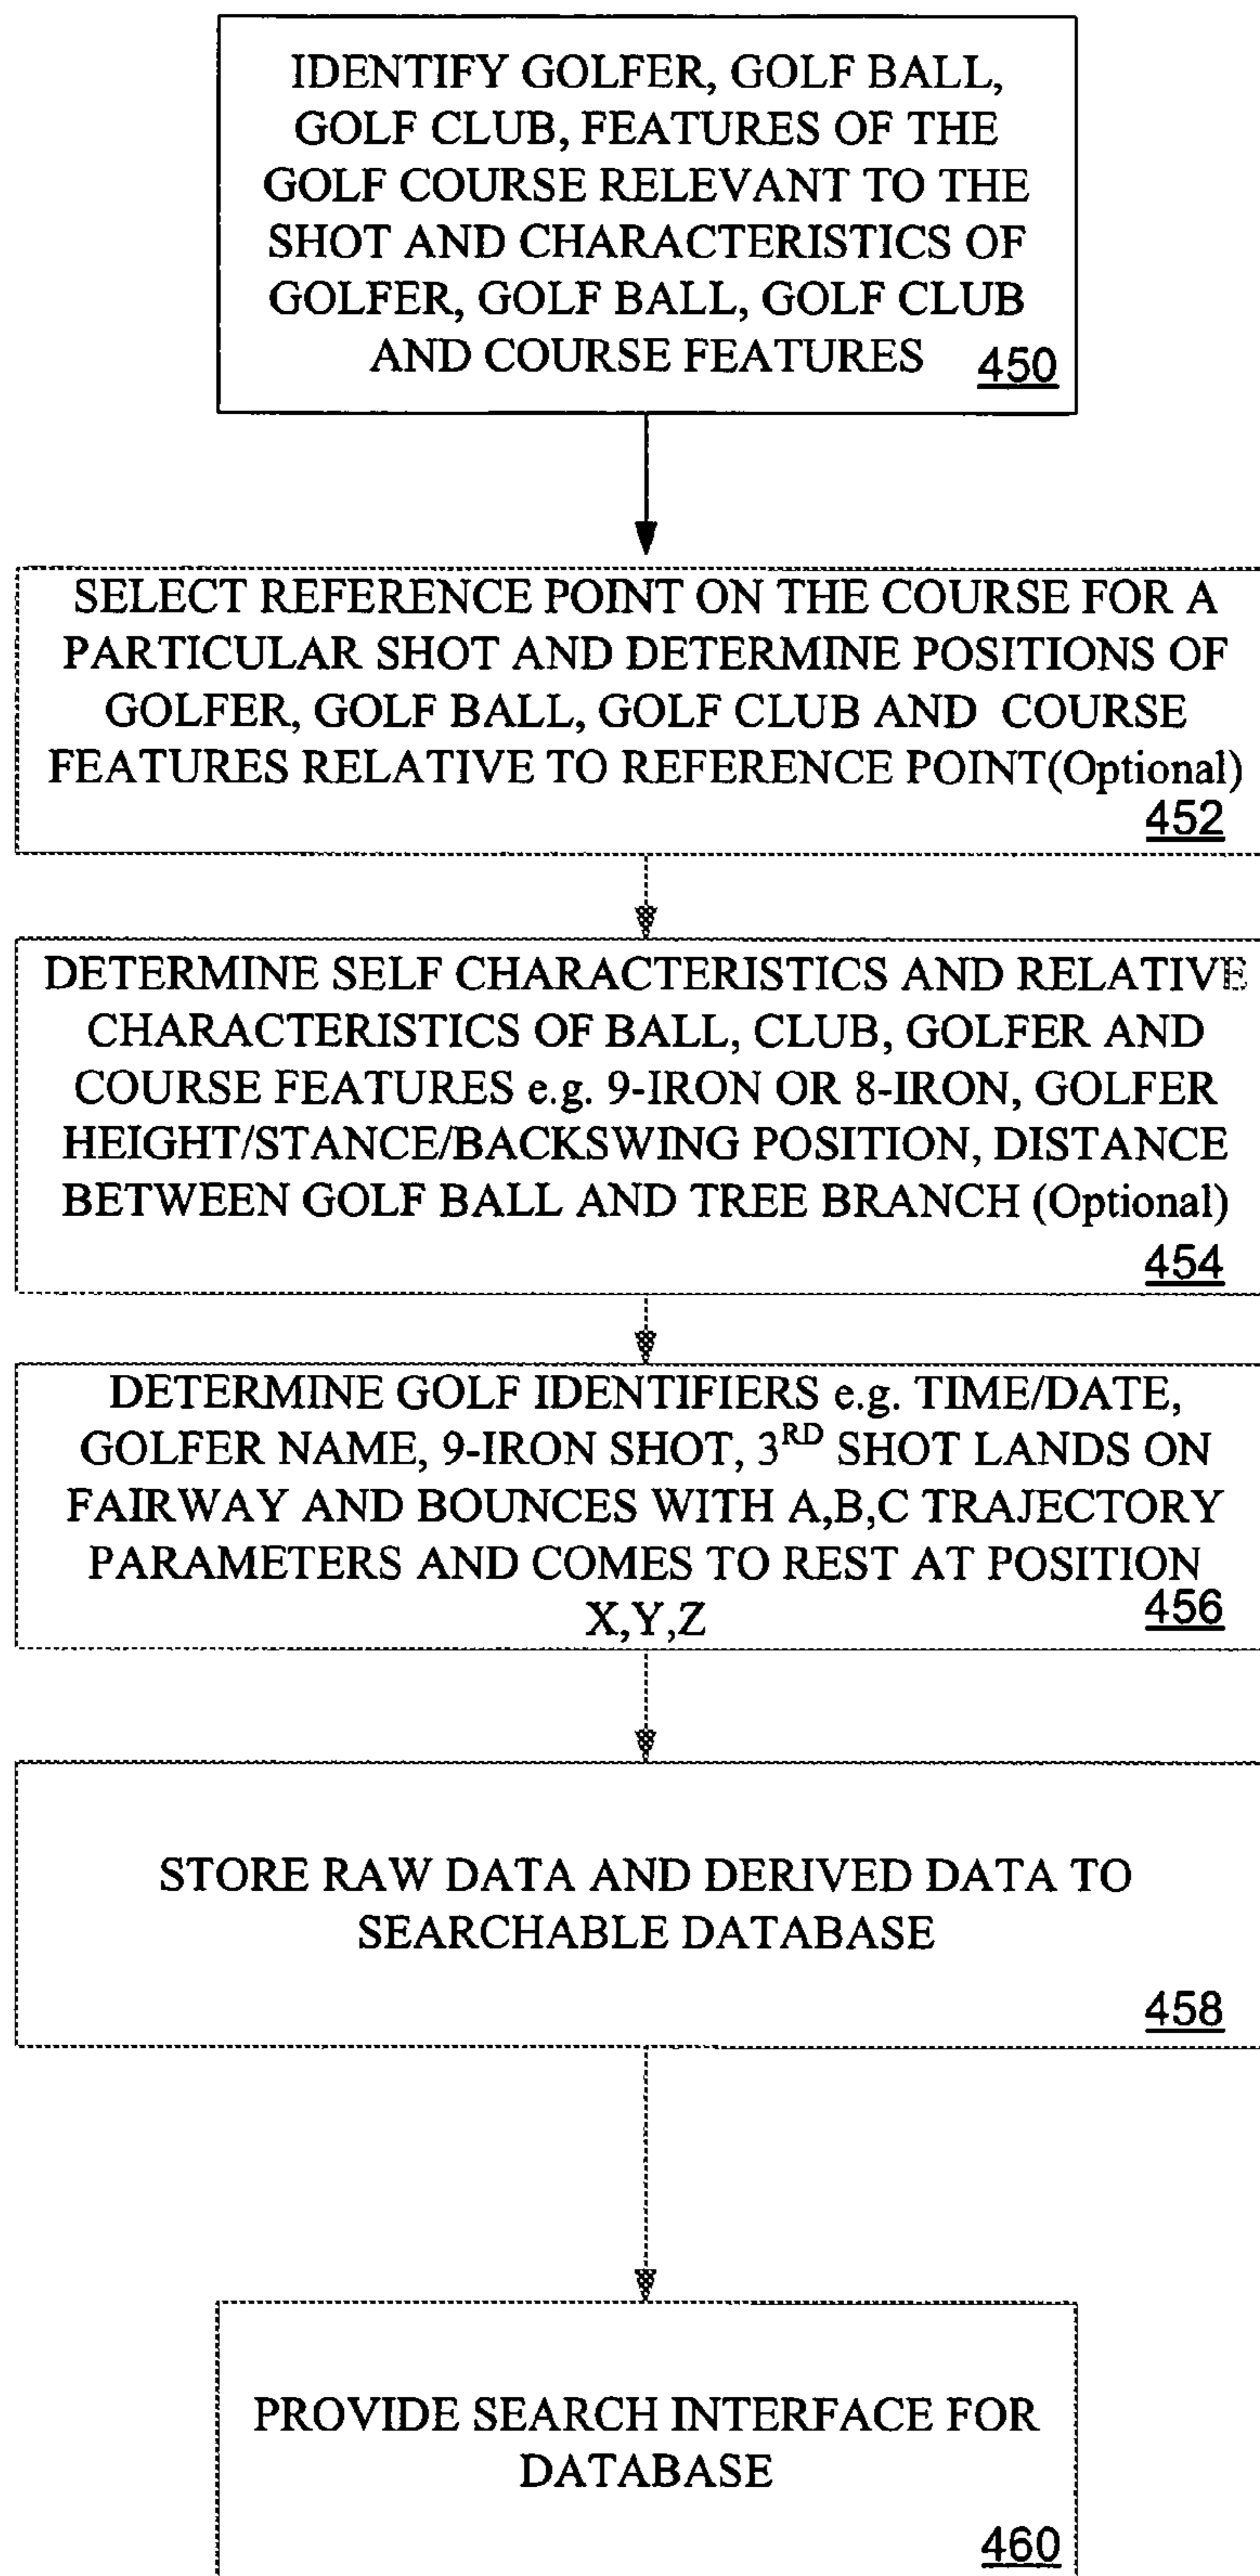 IDENTIFY GOLFER, GOLF BALL,
GOLF CLUB, FEATURES OF THE
GOLF COURSE RELEVANT TO THE
SHOT AND CHARACTERISTICS OF
GOLFER, GOLF BALL, GOLF CLUB
AND COURSE FEATURES 450
SELECT REFERENCE POINT ON THE COURSE FOR A
PARTICULAR SHOT AND DETERMINE POSITIONS OF
GOLFER, GOLF BALL, GOLF CLUB AND COURSE
FEATURES RELATIVE TO REFERENCE POINT(Optional)
452
DETERMINE SELF CHARACTERISTICS AND RELATIVE
CHARACTERISTICS OF BALL, CLUB, GOLFER AND
COURSE FEATURES e.g. 9-IRON OR 8-IRON, GOLFER
HEIGHT/STANCE/BACKSWING POSITION, DISTANCE
BETWEEN GOLF BALL AND TREE BRANCH (Optional)
454
DETERMINE GOLF IDENTIFIERS e.g. TIME/DATE,
GOLFER NAME, 9-IRON SHOT, 3RD SHOT LANDS ON
FAIRWAY AND BOUNCES WITH A,B,C TRAJECTORY
PARAMETERS AND COMES TO REST AT POSITION
X,Y,Z 456
STORE RAW DATA AND DERIVED DATA TO
SEARCHABLE DATABASE
458
PROVIDE SEARCH INTERFACE FOR
DATABASE
460